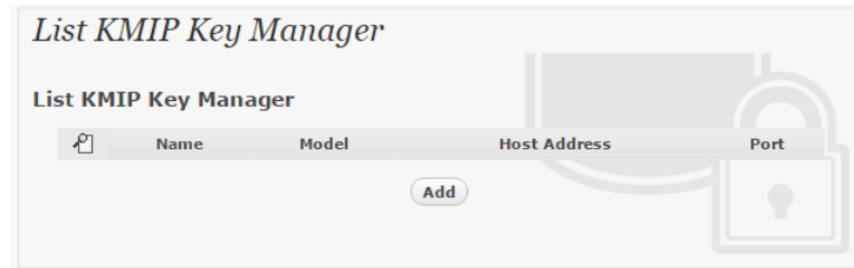 List KMIP Key Manager
List KMIP Key Manager
Name Model Host Address Port
Add